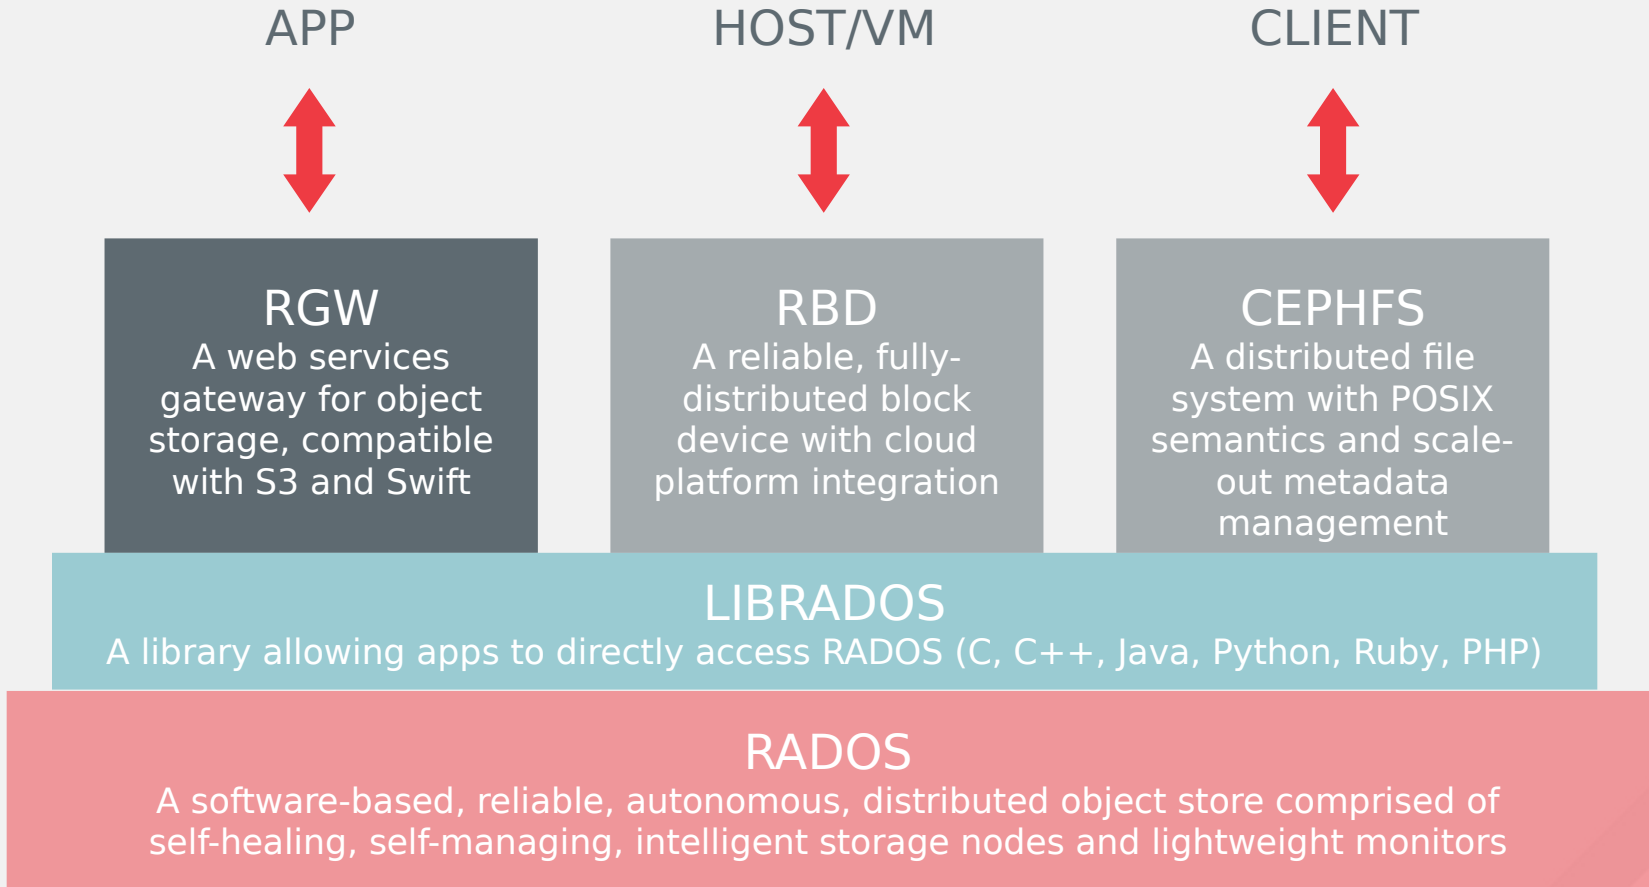 APP
HOST/VM
CLIENT
RGW
A web services
gateway for object
storage, compatible
with S3 and Swift
RBD
A reliable, fully-
distributed block
device with cloud
platform integration
CEPHFS
A distributed file
system with POSIX
semantics and scale-
out metadata
management
LIBRADOS
A library allowing apps to directly access RADOS (C, C++, Java, Python, Ruby, PHP)
RADOS
A software-based, reliable, autonomous, distributed object store comprised of
self-healing, self-managing, intelligent storage nodes and lightweight monitors